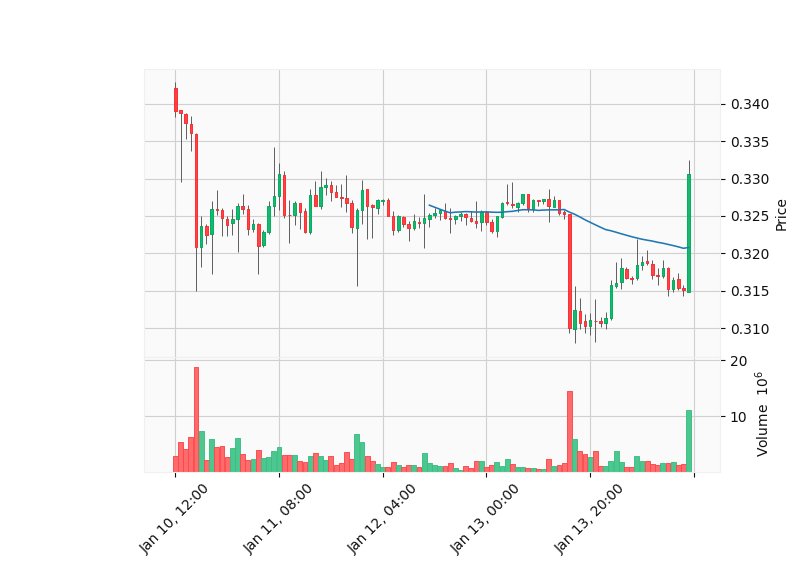 0.340
0.335
0.330
0.325
0.320
0.315
0.310
Price
20
10
Volume 10^6
Jan 10, 12:00
Jan 11, 08:00
Jan 12, 04:00
Jan 13, 00:00
Jan 13, 20:00